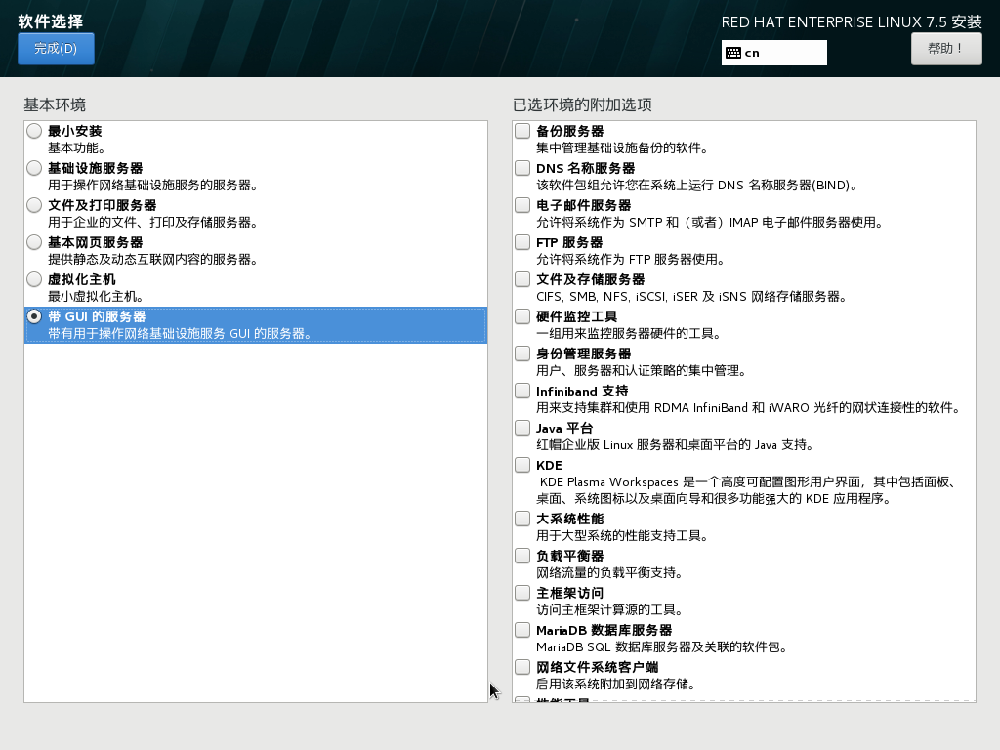 软件选择
RED HAT ENTERPRISE LINUX 7.5 安装
完成(D)
cn
帮助！
基本环境
最小安装
基本功能。
基础设施服务器
用于操作网络基础设施服务的服务器。
文件及打印服务器
用于企业的文件、打印及存储服务器。
基本网页服务器
提供静态及动态互联网内容的服务器。
虚拟化主机
最小虚拟化主机。
带 GUI 的服务器
带有用于操作网络基础设施服务 GUI 的服务器。
已选环境的附加选项
备份服务器
集中管理基础设施备份的软件。
DNS 名称服务器
该软件包组允许您在系统上运行 DNS 名称服务器(BIND)。
电子邮件服务器
允许将系统作为 SMTP 和（或者）IMAP 电子邮件服务器使用。
FTP 服务器
允许将系统作为 FTP 服务器使用。
文件及存储服务器
CIFS, SMB, NFS, iSCSI, iSER 及 iSNS 网络存储服务器。
硬件监控工具
一组用来监控服务器硬件的工具。
身份管理服务器
用户、服务器和认证策略的集中管理。
Infiniband 支持
用来支持集群和使用 RDMA InfiniBand 和 iWARO 光纤的网状连接性的软件。
Java 平台
红帽企业版 Linux 服务器和桌面平台的 Java 支持。
KDE
KDE Plasma Workspaces 是一个高度可配置图形用户界面，其中包括面板、
桌面、系统图标以及桌面向导和很多功能强大的 KDE 应用程序。
大系统性能
用于大型系统的性能支持工具。
负载平衡器
网络流量的负载平衡支持。
主框架访问
访问主框架计算源的工具。
MariaDB 数据库服务器
MariaDB SQL 数据库服务器及关联的软件包。
网络文件系统客户端
启用该系统附加到网络存储。
性能工具